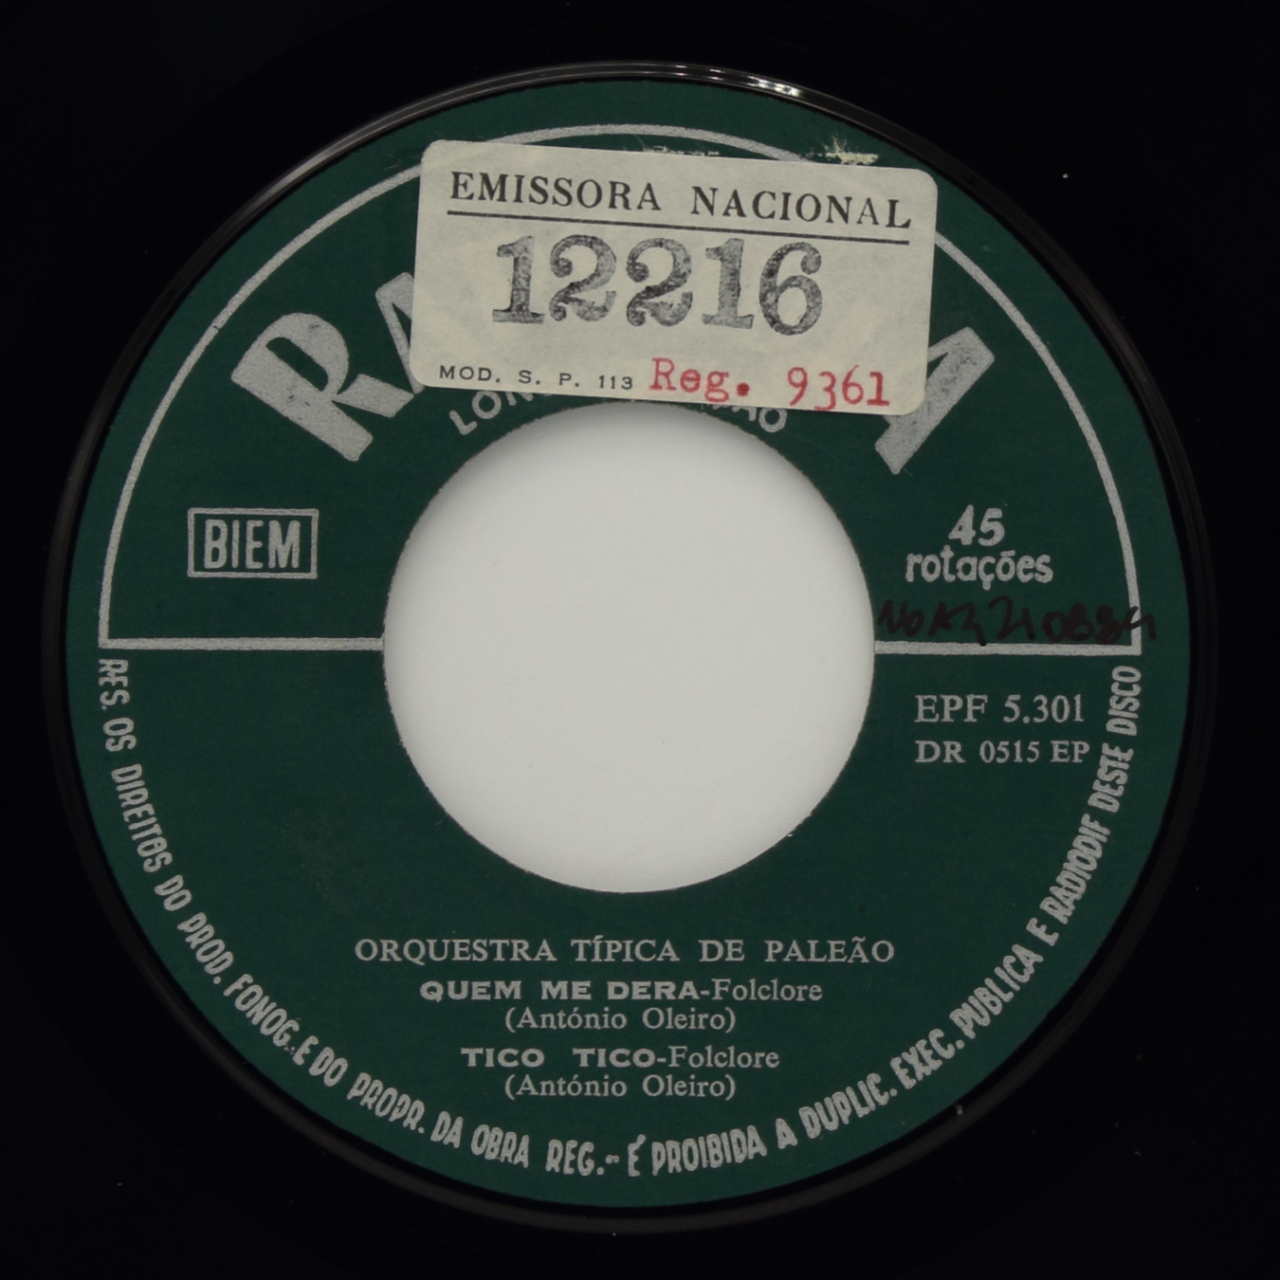 EMISSORA NACIONAL
12216
MOD. S. P. 113 Reg. 9361
BIEM
45
rotações
EPF 5.301
DR 0515 EP
ORQUESTRA TÍPICA DE PALEÃO
QUEM ME DERA-Folclore
(António Oleiro)
TICO TICO-Folclore
(António Oleiro)
RES. OS DIREITOS DO PROD. FONOG. E DO PROPR. DA OBRA REG.- É PROIBIDA A DUPLIC. EXEC. PUBLICA E RADIODIF DESTE DISCO